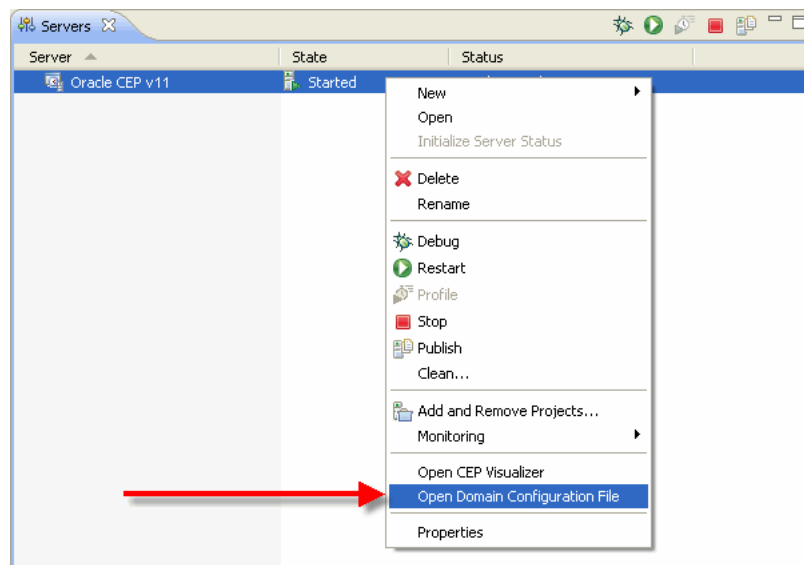 Servers
Server State Status
Oracle CEP v11 Started
New
Open
Initialize Server Status
Delete
Rename
Debug
Restart
Profile
Stop
Publish
Clean...
Add and Remove Projects...
Monitoring
Open CEP Visualizer
Open Domain Configuration File
Properties